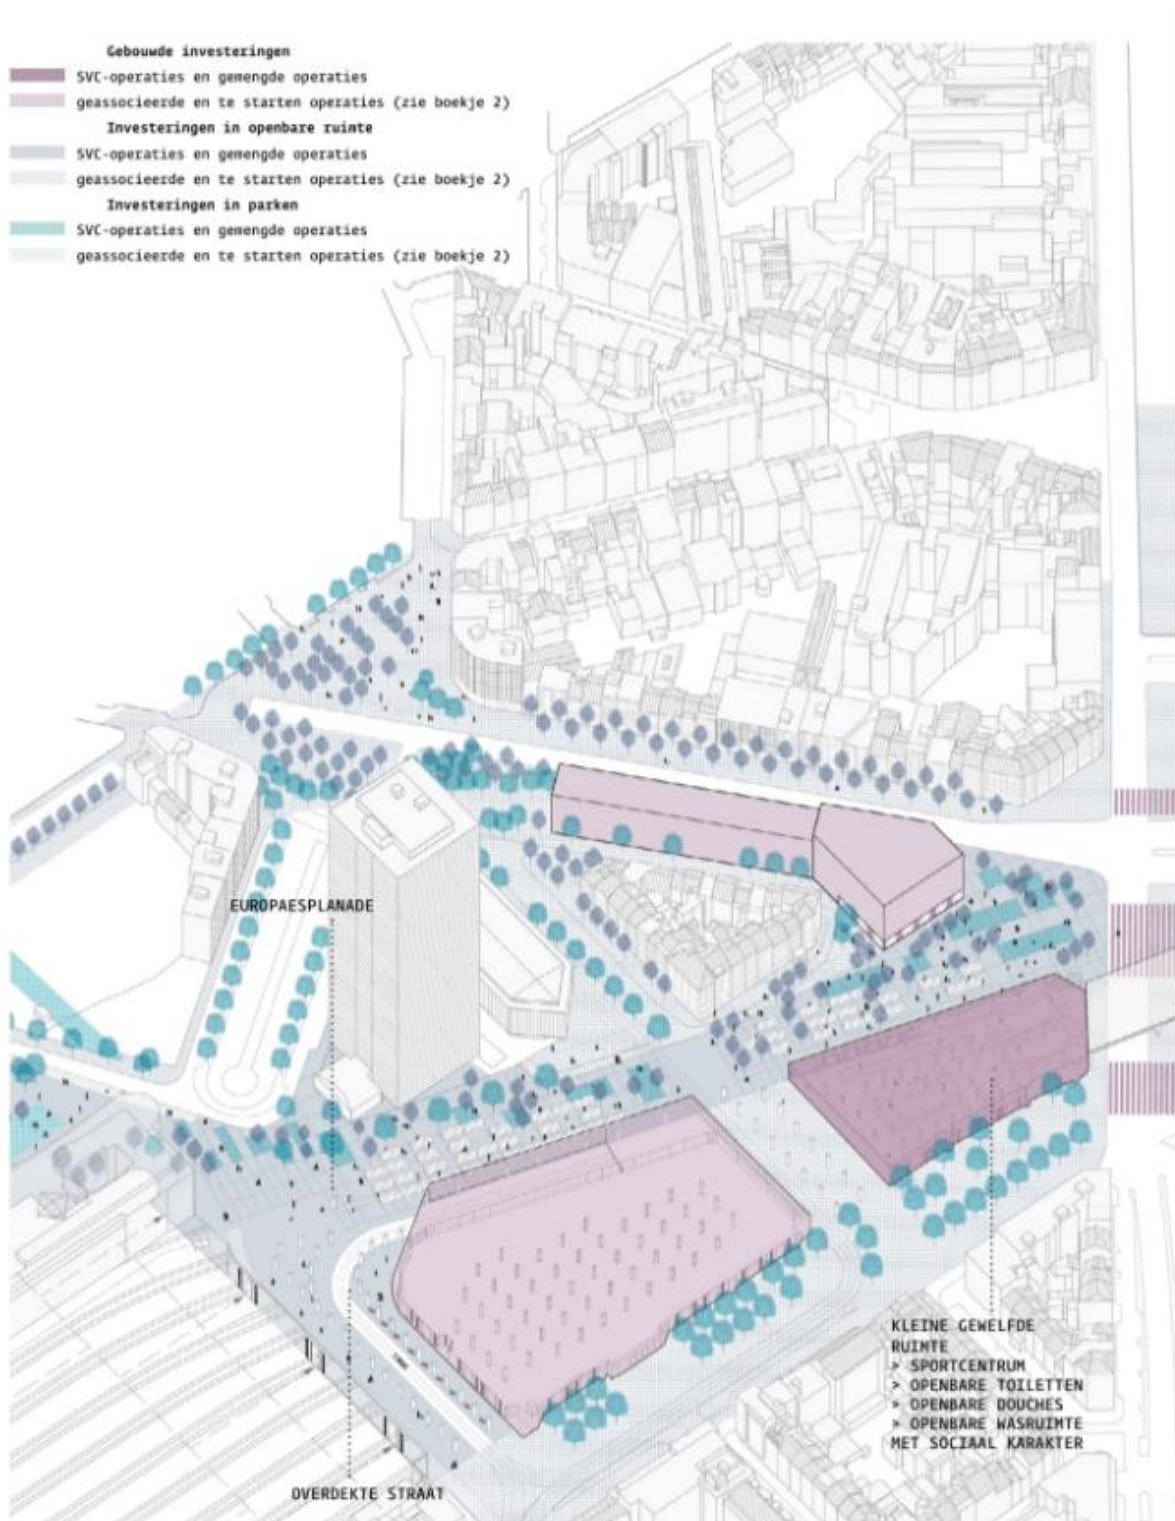 Gebouwde investeringen
SVC-operaties en gemengde operaties
geassocieerde en te starten operaties (zie boekje 2)
Investeringen in openbare ruimte
SVC-operaties en gemengde operaties
geassocieerde en te starten operaties (zie boekje 2)
Investeringen in parken
SVC-operaties en gemengde operaties
geassocieerde en te starten operaties (zie boekje 2)
EUROPAESPLANADE
KLEINE GEWELFDE
RUIMTE
> SPORTCENTRUM
> OPENBARE TOILETTEN
> OPENBARE DOUCHES
> OPENBARE WASRUIMTE
MET SOCIAAL KARAKTER
OVERDEKTE STRAAT